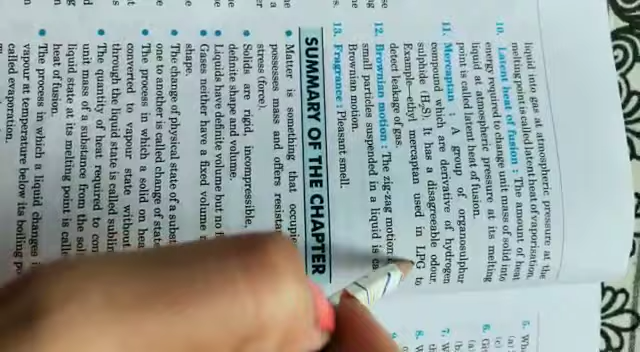 liquid into gas at atmospheric pressure at the
melting point is called latent heat of vaporisation.
10. Latent heat of fusion : The amount of heat
energy required to change unit mass of solid into
liquid at atmospheric pressure at its melting
point is called latent heat of fusion.
11. Mercaptan : A group of organosulphur
compound which are derivative of hydrogen
sulphide (H₂S). It has a disagreeable odour.
Example—ethyl mercaptan used in LPG to
detect leakage of gas.
12. Brownian motion : The zig-zag motion
small particles suspended in a liquid is
Brownian motion.
13. Fragrance : Pleasant smell.
SUMMARY OF THE CHAPTER
• Matter is something that
possesses mass and offers
stress (force).
• Solids are rigid, incompressible,
definite shape and volume.
• Liquids have definite volume but no
• Gases neither have a fixed volume
shape.
• The change of physical state of a
one to another is called change of state
• The process in which a solid on
converted to vapour state without
through the liquid state is called
• The quantity of heat required to
unit mass of a substance from the
liquid state at its melting point is
heat of fusion.
• The process in which a liquid changes
vapour at temperature below its boiling
called evaporation.
5.
(a)
(c)
6.
(a)
7.
(b)
8.